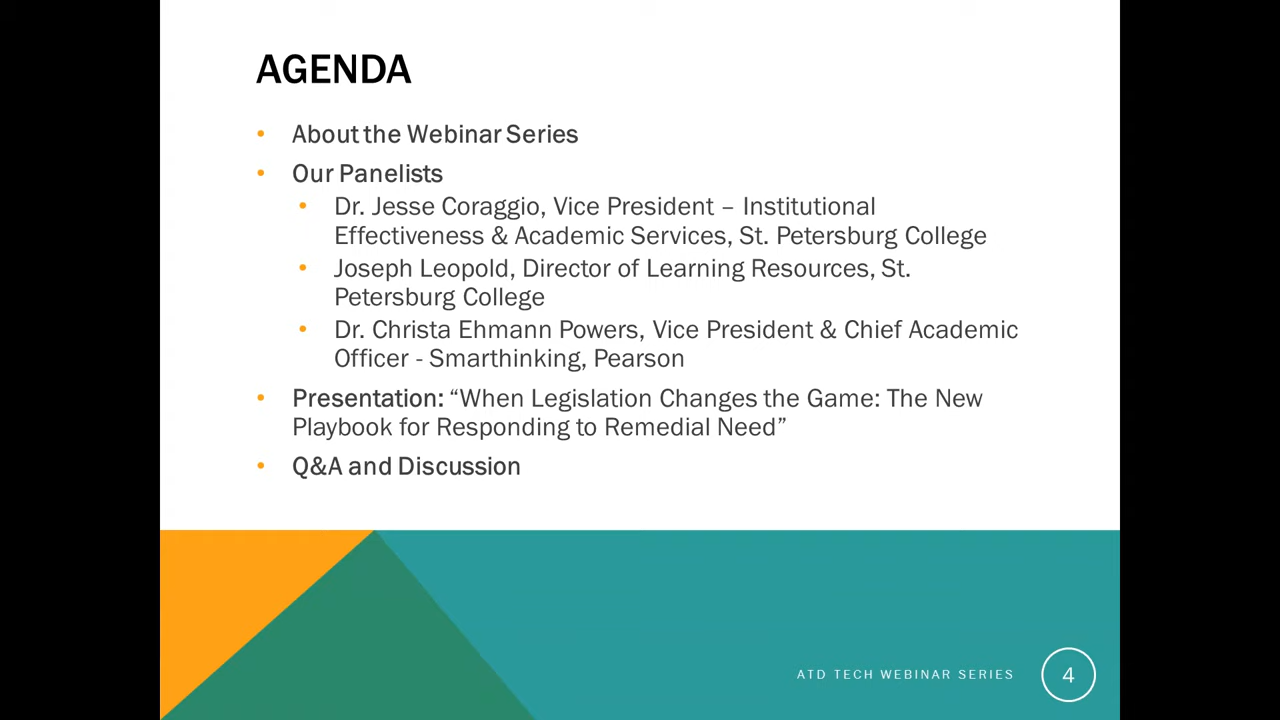 AGENDA
• About the Webinar Series
• Our Panelists
• Dr. Jesse Coraggio, Vice President – Institutional
Effectiveness & Academic Services, St. Petersburg College
• Joseph Leopold, Director of Learning Resources, St.
Petersburg College
• Dr. Christa Ehmann Powers, Vice President & Chief Academic
Officer - Smarthinking, Pearson
• Presentation: “When Legislation Changes the Game: The New
Playbook for Responding to Remedial Need”
• Q&A and Discussion
ATD TECH WEBINAR SERIES
4